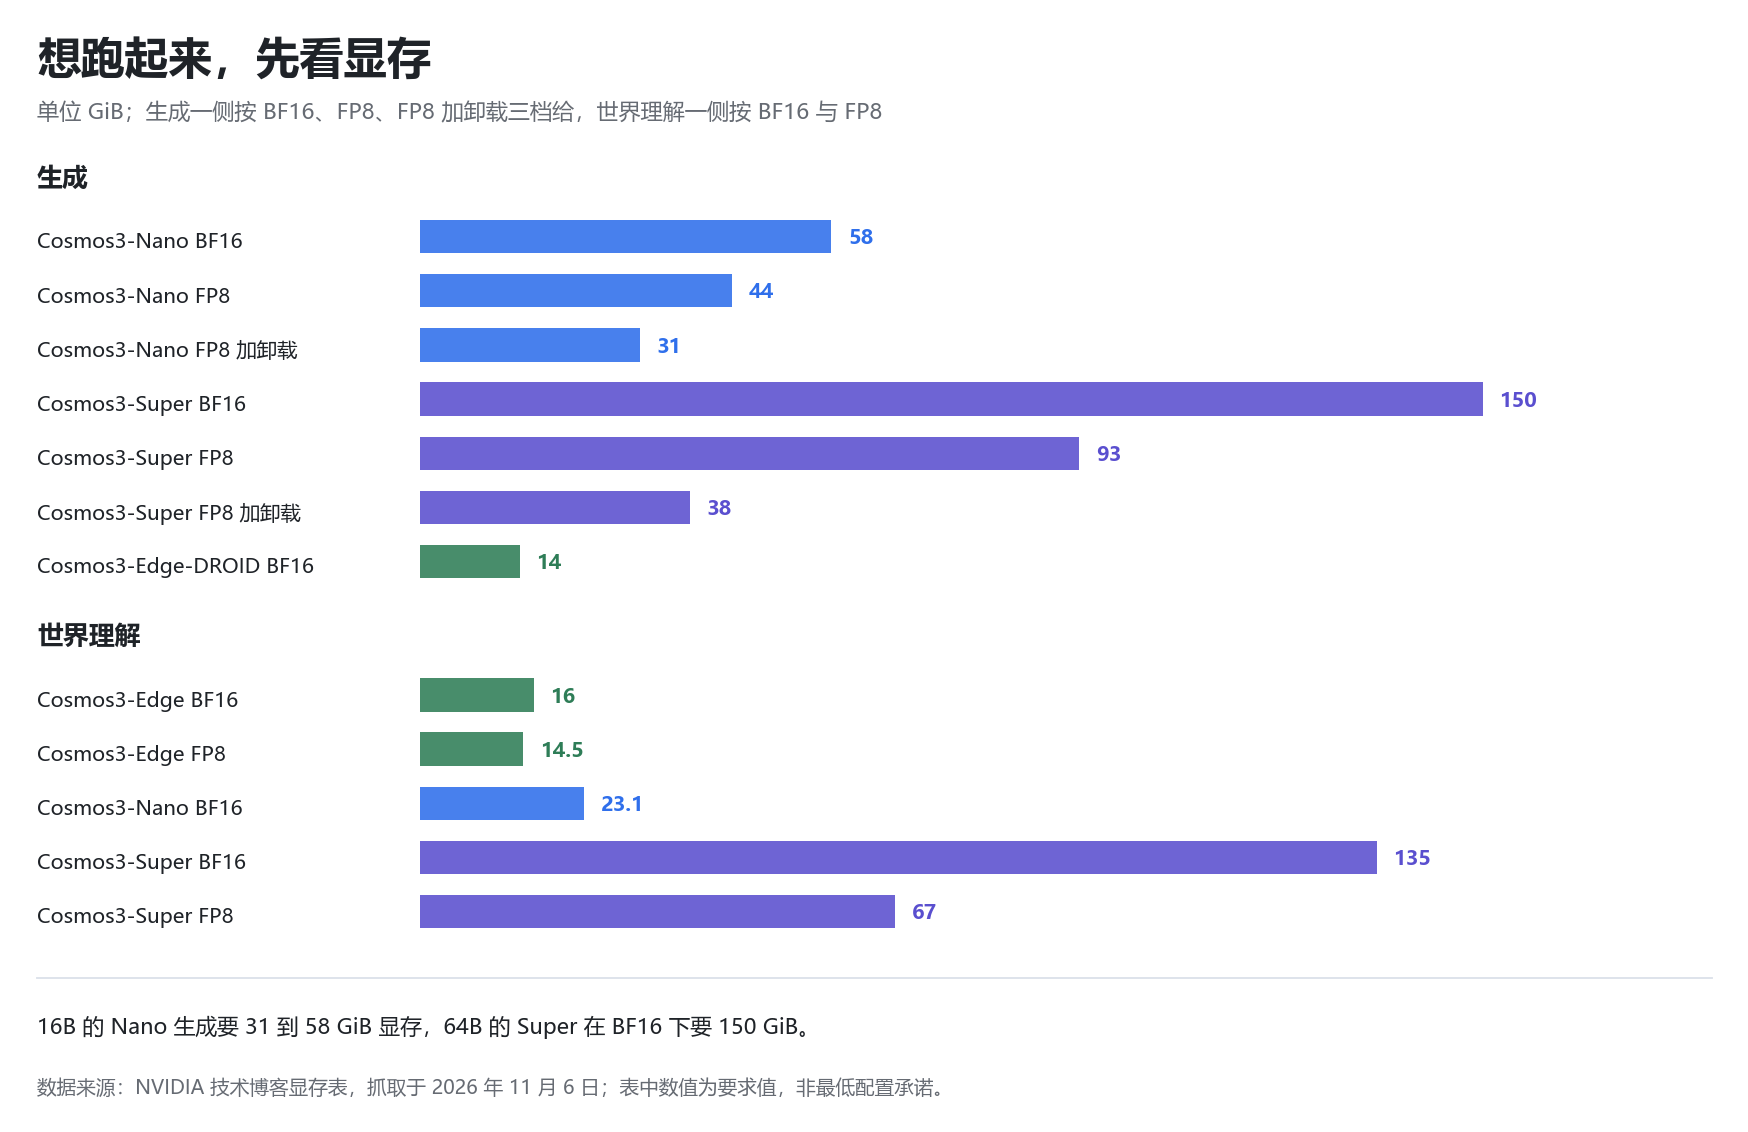 想跑起来，先看显存
单位 GiB；生成一侧按 BF16、FP8、FP8 加卸载三档给，世界理解一侧按 BF16 与 FP8
生成
Cosmos3-Nano BF16 58
Cosmos3-Nano FP8 44
Cosmos3-Nano FP8 加卸载 31
Cosmos3-Super BF16 150
Cosmos3-Super FP8 93
Cosmos3-Super FP8 加卸载 38
Cosmos3-Edge-DROID BF16 14
世界理解
Cosmos3-Edge BF16 16
Cosmos3-Edge FP8 14.5
Cosmos3-Nano BF16 23.1
Cosmos3-Super BF16 135
Cosmos3-Super FP8 67
16B 的 Nano 生成要 31 到 58 GiB 显存，64B 的 Super 在 BF16 下要 150 GiB。
数据来源：NVIDIA 技术博客显存表，抓取于 2026 年 11 月 6 日；表中数值为要求值，非最低配置承诺。